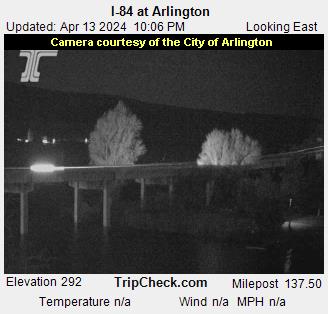 I-84 at Arlington
Updated: Apr 13 2024 10:06 PM Looking East
Camera courtesy of the City of Arlington
Elevation 292 TripCheck.com Milepost 137.50
Temperature n/a Wind n/a MPH n/a